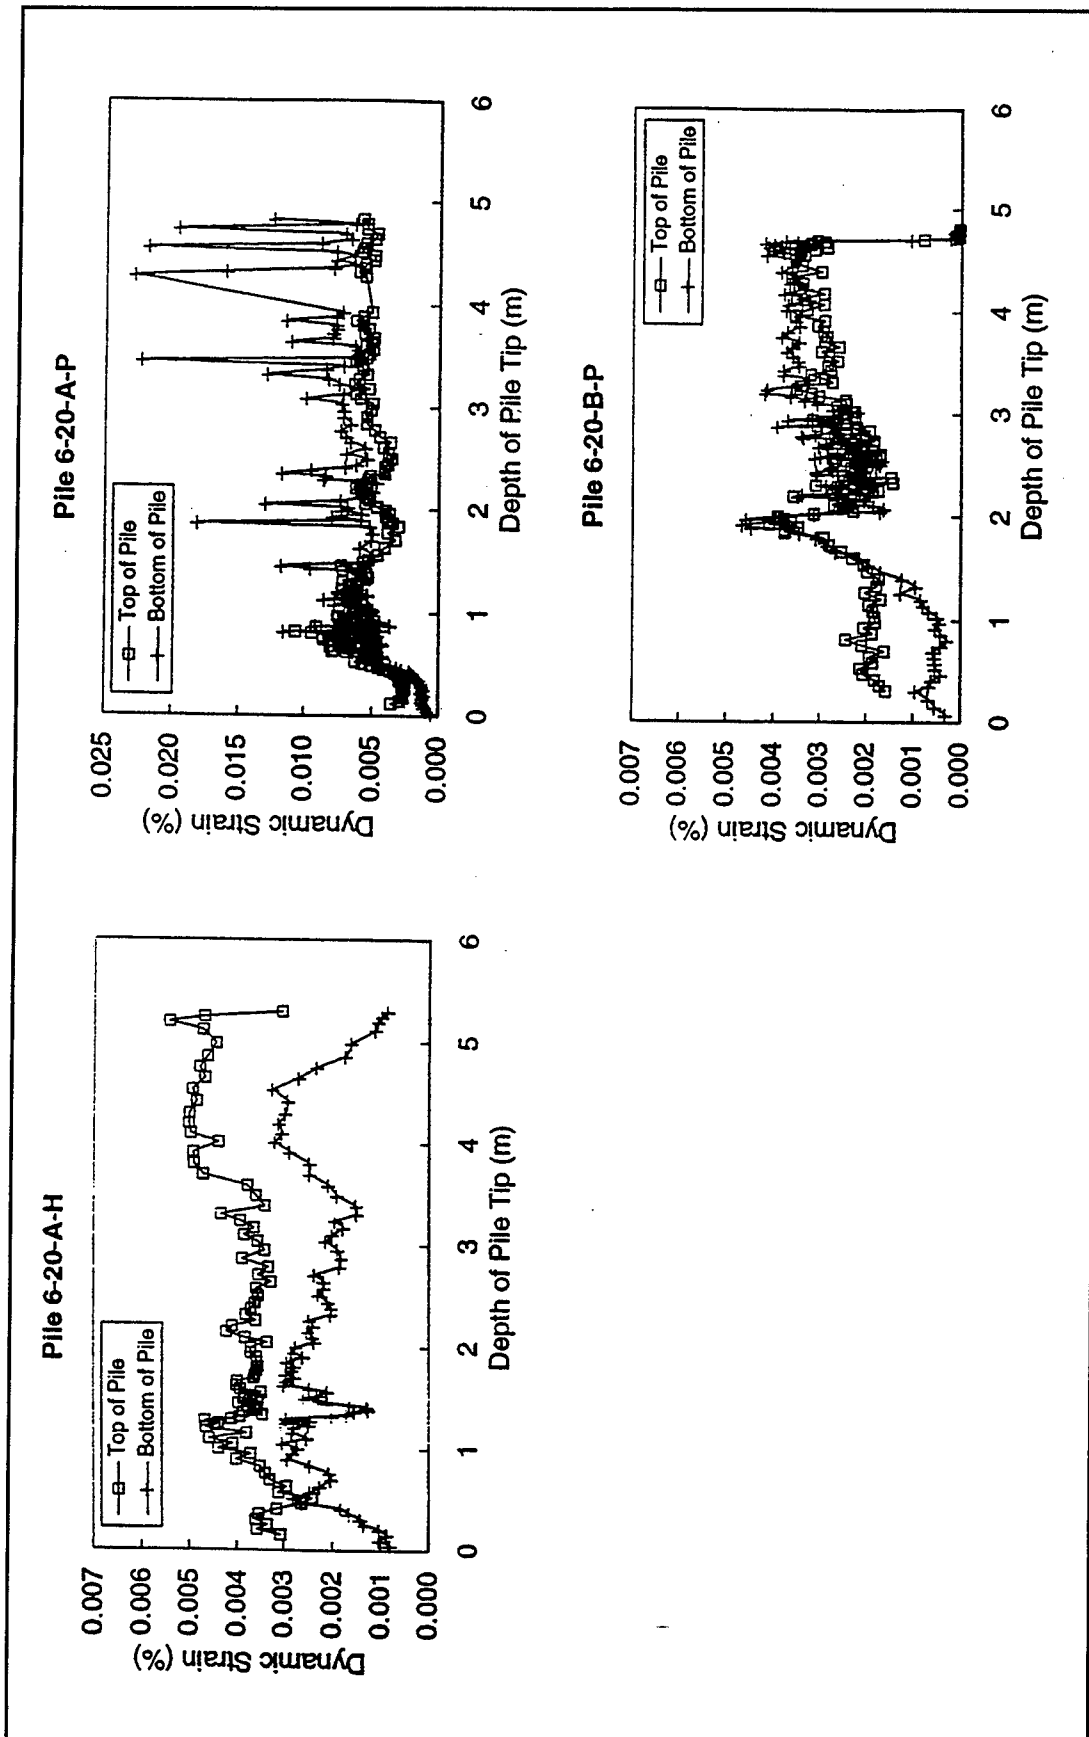 Pile 6-20-A-H
Dynamic Strain (%)
0.007
0.006
0.005
0.004
0.003
0.002
0.001
0.000
Top of Pile
Bottom of Pile
0 1 2 3 4 5 6
Depth of Pile Tip (m)
Pile 6-20-A-P
Dynamic Strain (%)
0.025
0.020
0.015
0.010
0.005
0.000
Top of Pile
Bottom of Pile
0 1 2 3 4 5 6
Depth of Pile Tip (m)
Pile 6-20-B-P
Dynamic Strain (%)
0.007
0.006
0.005
0.004
0.003
0.002
0.001
0.000
Top of Pile
Bottom of Pile
0 1 2 3 4 5 6
Depth of Pile Tip (m)